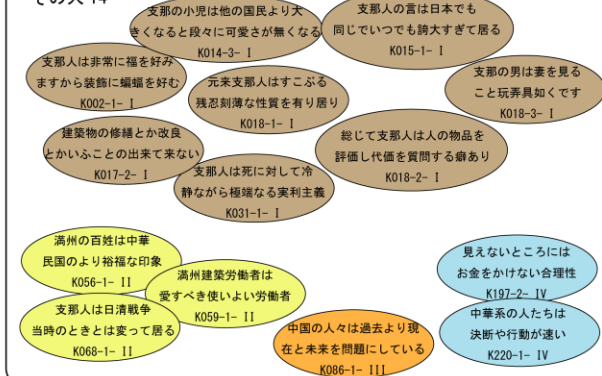 その人 14
支那の小児は他の国民より大
きくなると段々に可愛さが無くなる
K014-3- I
支那人の言は日本でも
同じでいつでも誇大すぎて居る
K015-1- I
支那人は非常に福を好み
ますから装飾に蝙蝠を好む
K002-1- I
元来支那人はすこぶる
残忍刻薄な性質を有り居り
K018-1- I
支那の男は妻を見る
こと玩弄具如くです
K018-3- I
建築物の修繕とか改良
とかいふことの出来て来ない
K017-2- I
総じて支那人は人の物品を
評価し代価を質問する癖あり
K018-2- I
支那人は死に対して冷
静ながら極端なる実利主義
K031-1- I
満州の百姓は中華
民国のより裕福な印象
K056-1- II
満州建築労働者は
愛すべき使いよい労働者
K059-1- II
支那人は日清戦争
当時のときとは変って居る
K068-1- II
中国の人々は過去より現
在と未来を問題にしている
K086-1- III
見えないところには
お金をかけない合理性
K197-2- IV
中華系の人たちは
決断や行動が速い
K220-1- IV